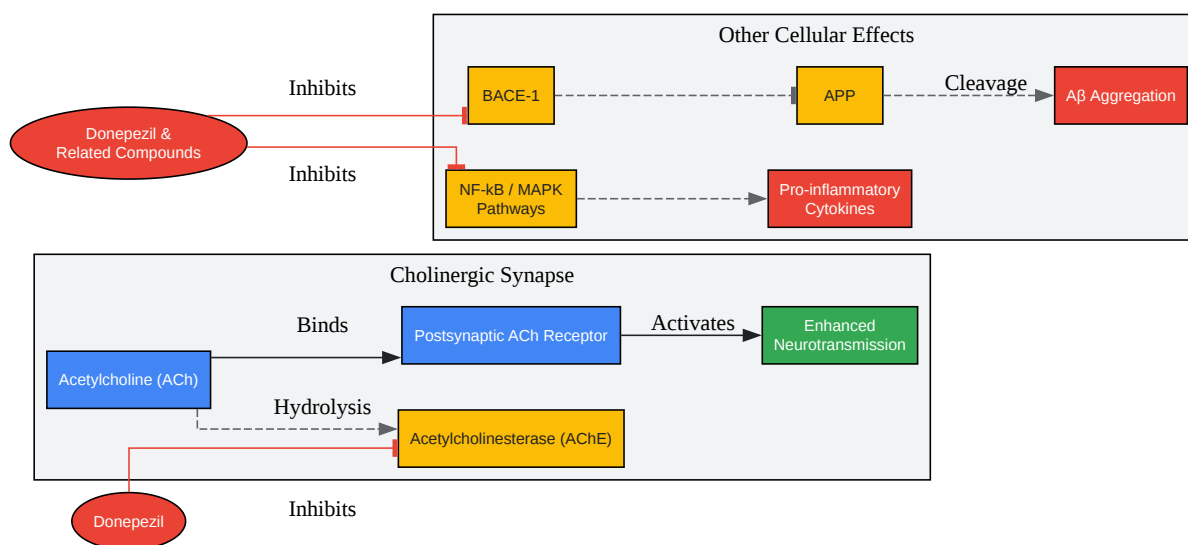 Other Cellular Effects
Inhibits
BACE-1
APP
Cleavage
Aβ Aggregation
Donepezil &
Related Compounds
Inhibits
NF-kB / MAPK
Pathways
Pro-inflammatory
Cytokines
Cholinergic Synapse
Binds
Postsynaptic ACh Receptor
Activates
Enhanced
Neurotransmission
Acetylcholine (ACh)
Hydrolysis
Acetylcholinesterase (AChE)
Inhibits
Donepezil